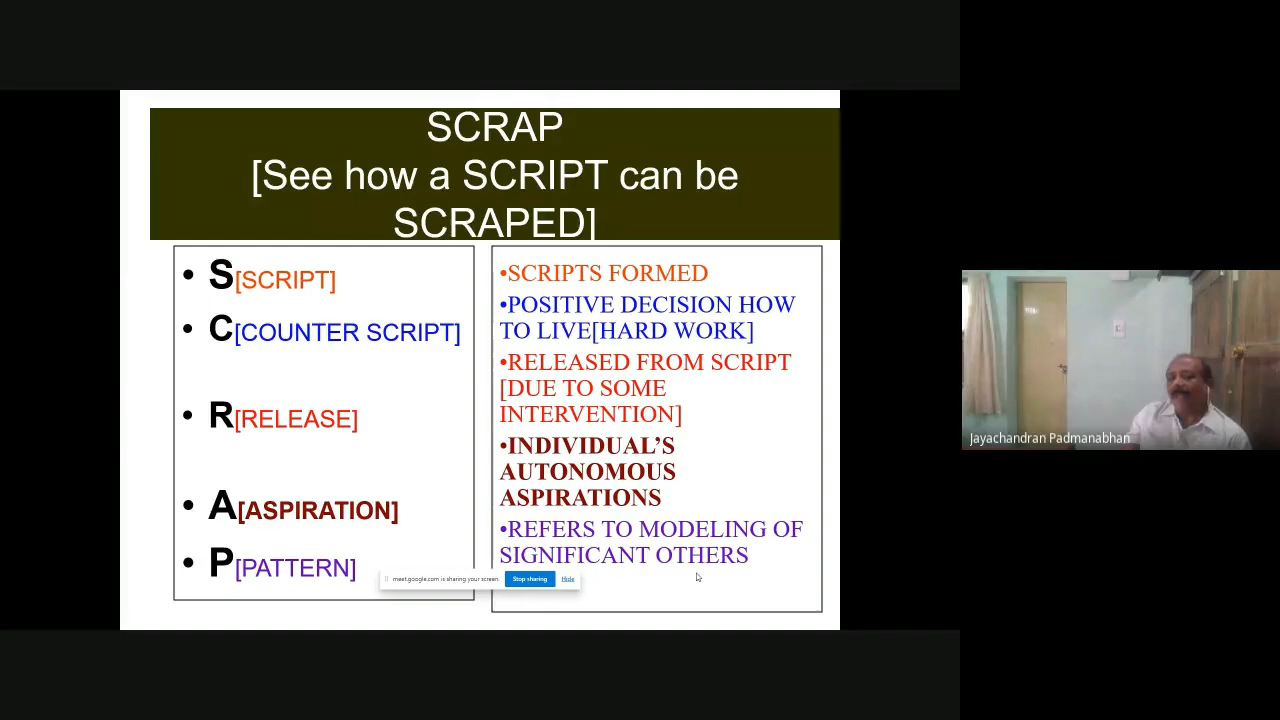 SCRAP
[See how a SCRIPT can be
SCRAPED]
• S[SCRIPT]
• C[COUNTER SCRIPT]
• R[RELEASE]
• A[ASPIRATION]
• P[PATTERN]
•SCRIPTS FORMED
•POSITIVE DECISION HOW
TO LIVE[HARD WORK]
•RELEASED FROM SCRIPT
[DUE TO SOME
INTERVENTION]
•INDIVIDUAL’S
AUTONOMOUS
ASPIRATIONS
•REFERS TO MODELING OF
SIGNIFICANT OTHERS
meet.google.com is sharing your screen. Stop sharing Hide
Jayachandran Padmanabhan